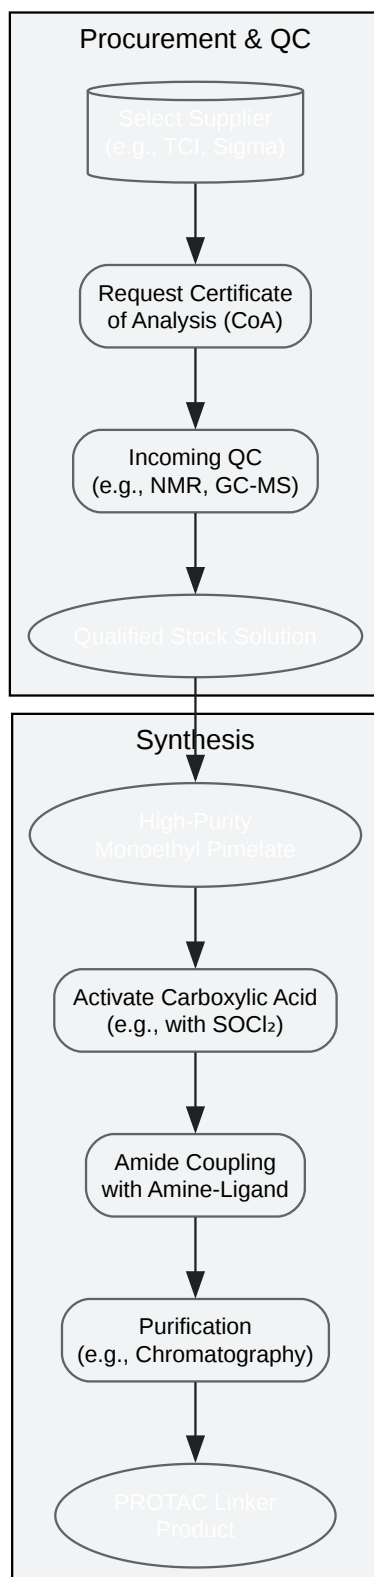 Procurement & QC
Select Supplier
(e.g., TCI, Sigma)
Request Certificate
of Analysis (CoA)
Incoming QC
(e.g., NMR, GC-MS)
Qualified Stock Solution
Synthesis
High-Purity
Monoethyl Pimelate
Activate Carboxylic Acid
(e.g., with SOCl₂)
Amide Coupling
with Amine-Ligand
Purification
(e.g., Chromatography)
PROTAC Linker
Product